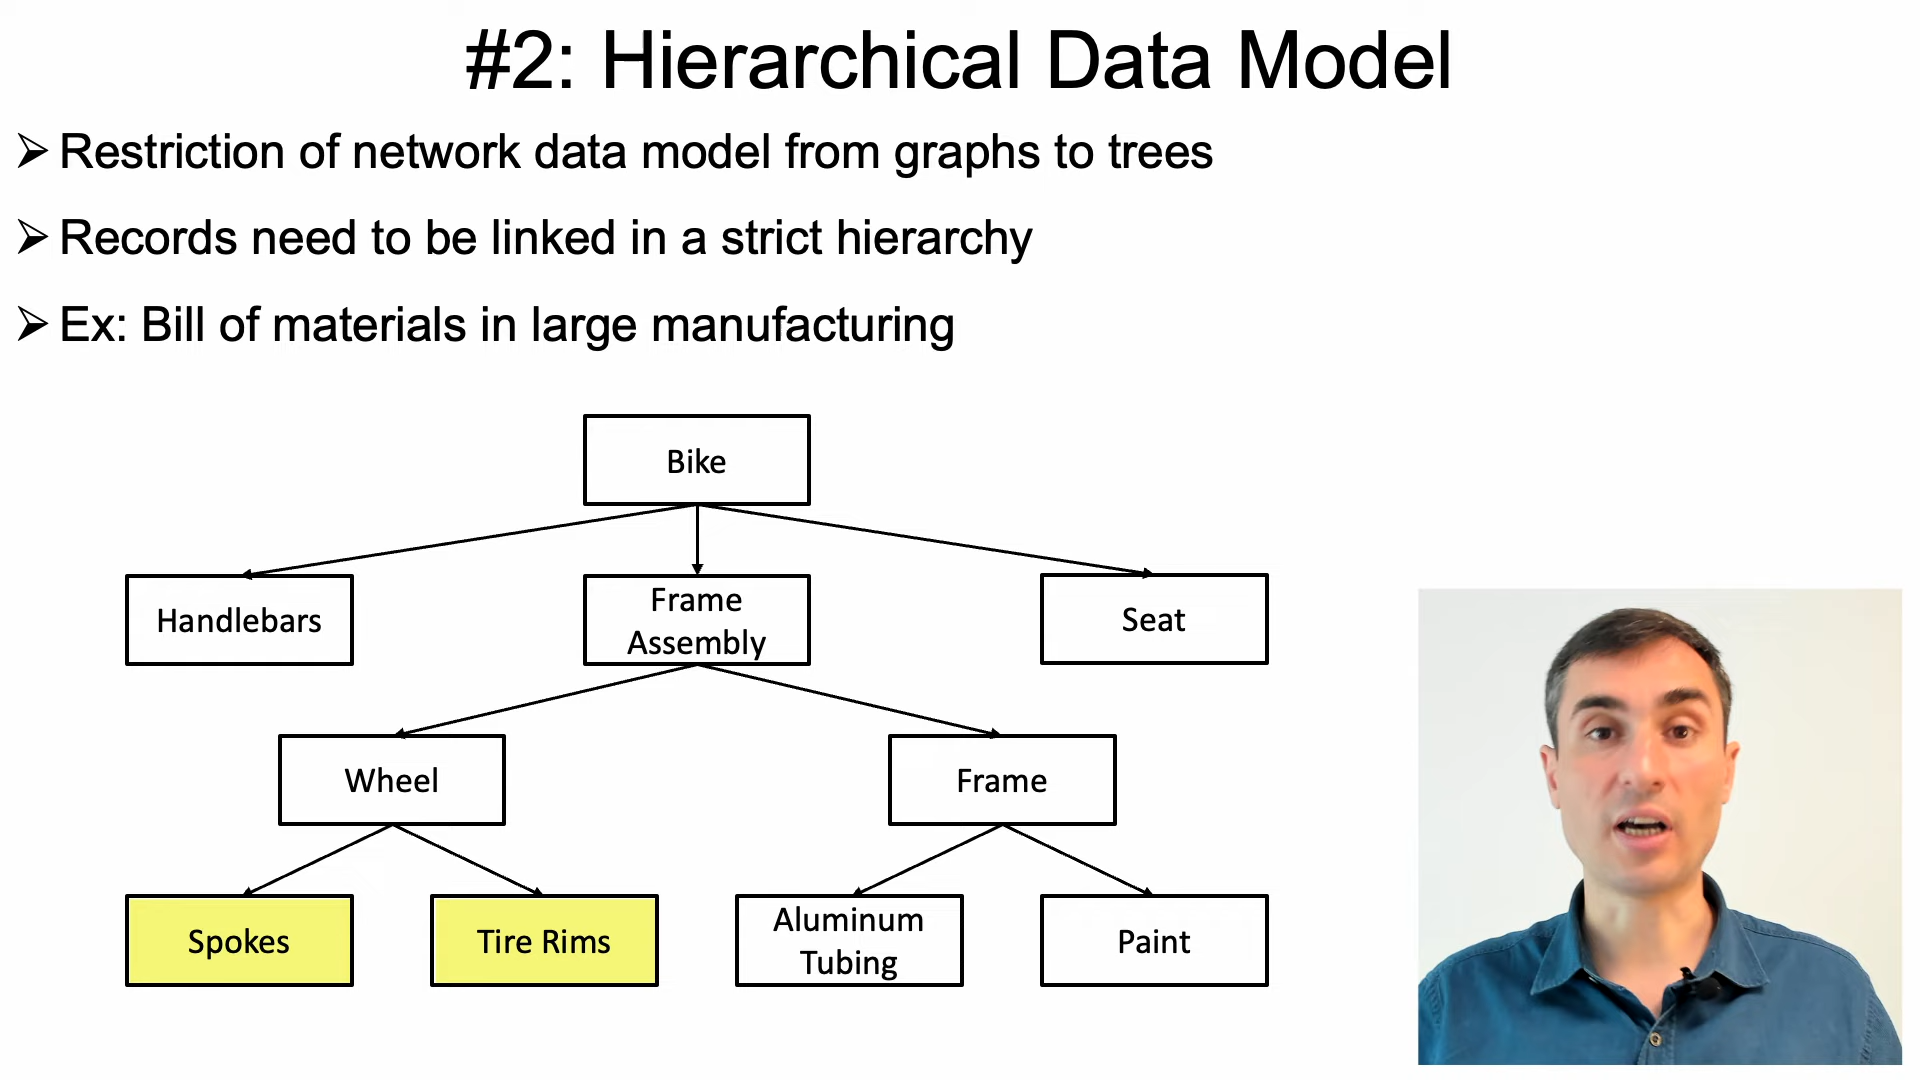 #2: Hierarchical Data Model
➢ Restriction of network data model from graphs to trees
➢ Records need to be linked in a strict hierarchy
➢ Ex: Bill of materials in large manufacturing
Bike
Handlebars
Frame
Assembly
Seat
Wheel
Frame
Spokes
Tire Rims
Aluminum
Tubing
Paint